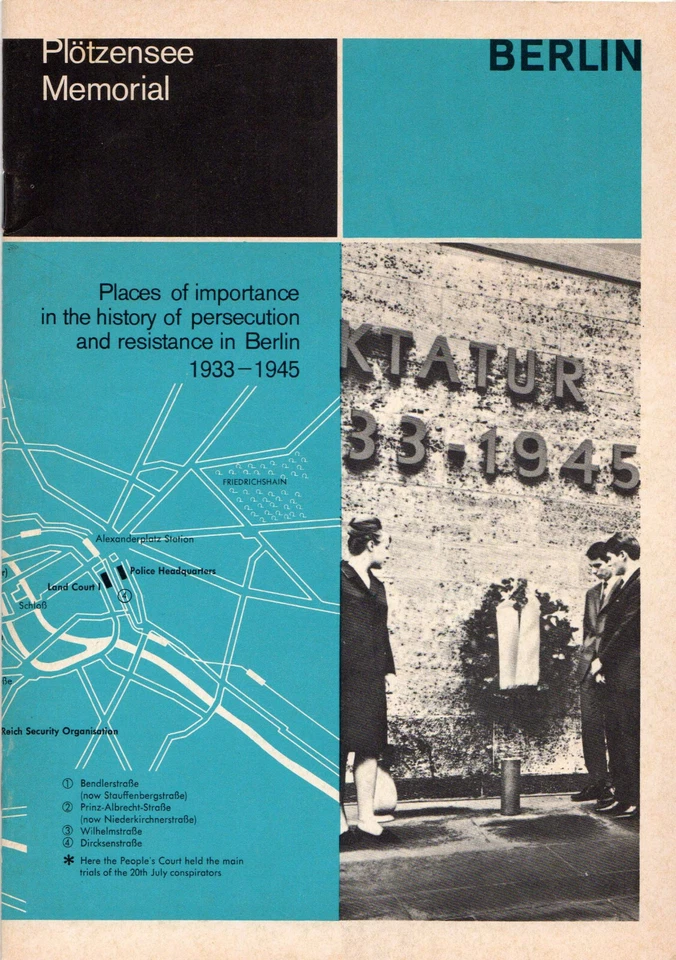 Plötzensee
Memorial
BERLIN
Places of importance
in the history of persecution
and resistance in Berlin
1933–1945
KTATUR
33-1945
FRIEDRICHSHAIN
Alexanderplatz Station
Police Headquarters
Land Court I
④
r)
Schloß
ße
Reich Security Organisation
① Bendlerstraße
(now Stauffenbergstraße)
② Prinz-Albrecht-Straße
(now Niederkirchnerstraße)
③ Wilhelmstraße
④ Dircksenstraße
* Here the People's Court held the main
trials of the 20th July conspirators